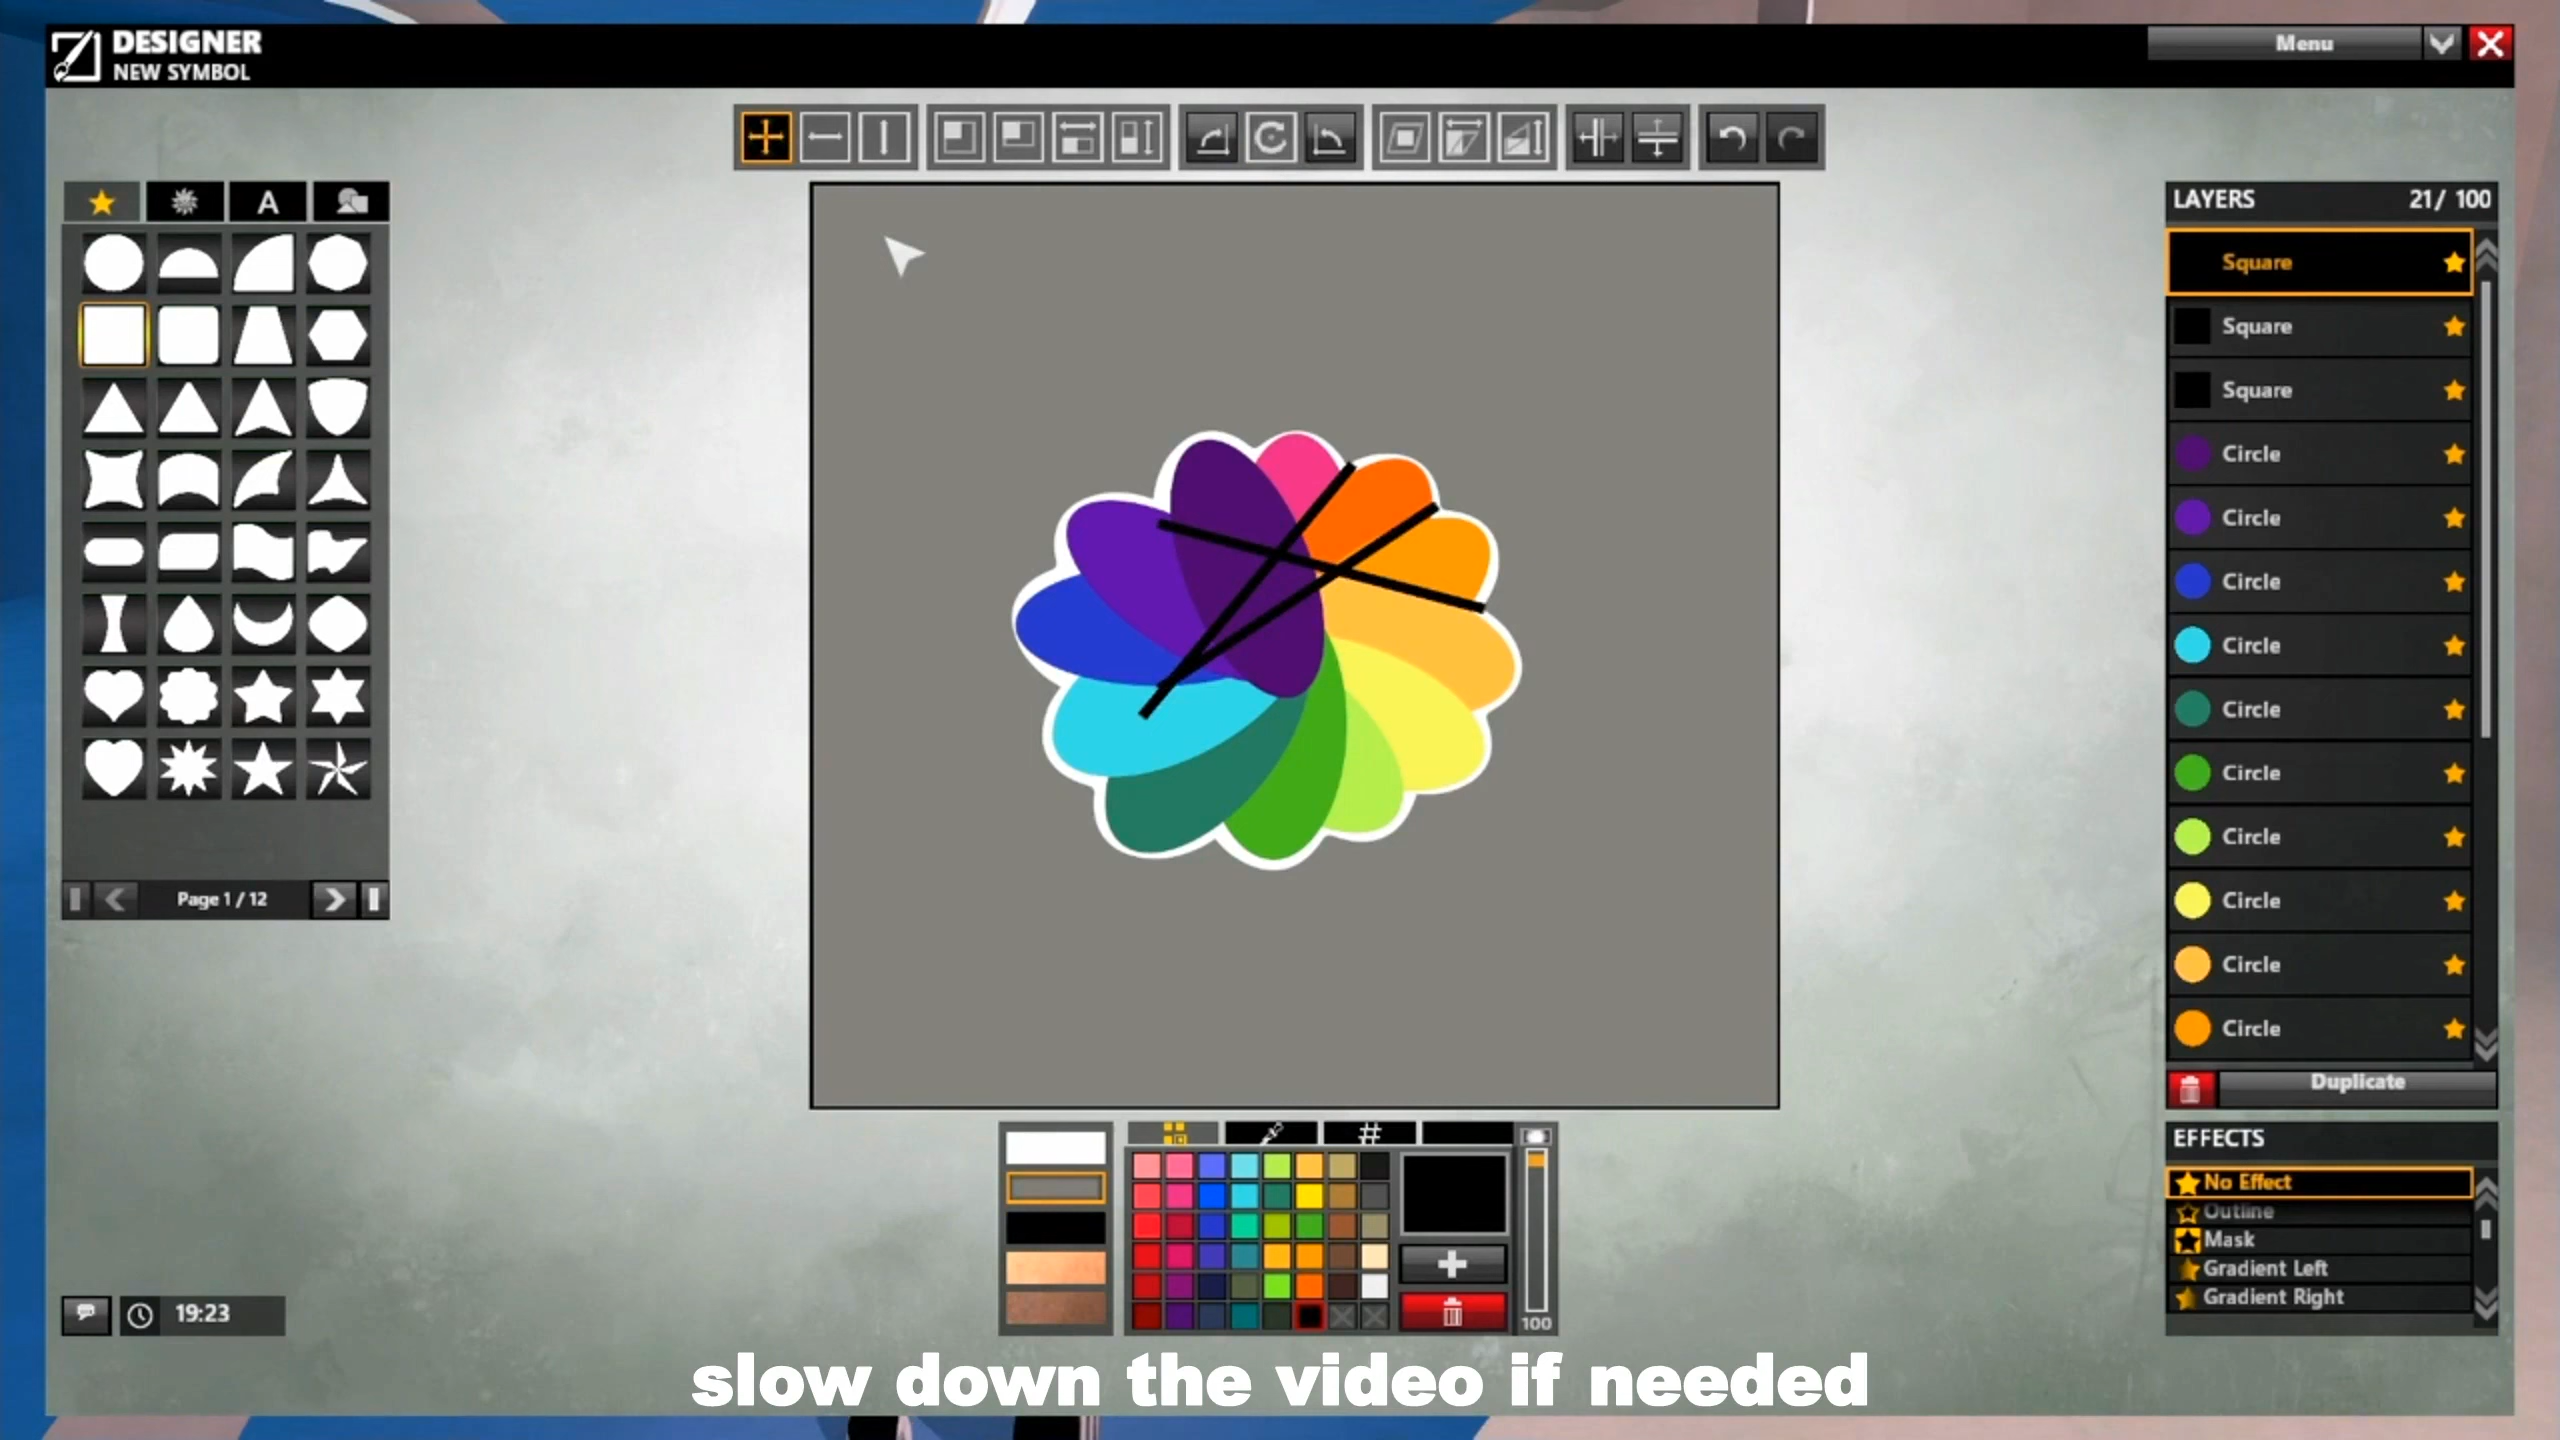 DESIGNER
NEW SYMBOL
Menu
A
LAYERS 21/ 100
Square
Square
Square
Circle
Circle
Circle
Circle
Circle
Circle
Circle
Circle
Circle
Circle
Duplicate
Page 1 / 12
#
100
EFFECTS
No Effect
Outline
Mask
Gradient Left
Gradient Right
19:23
slow down the video if needed